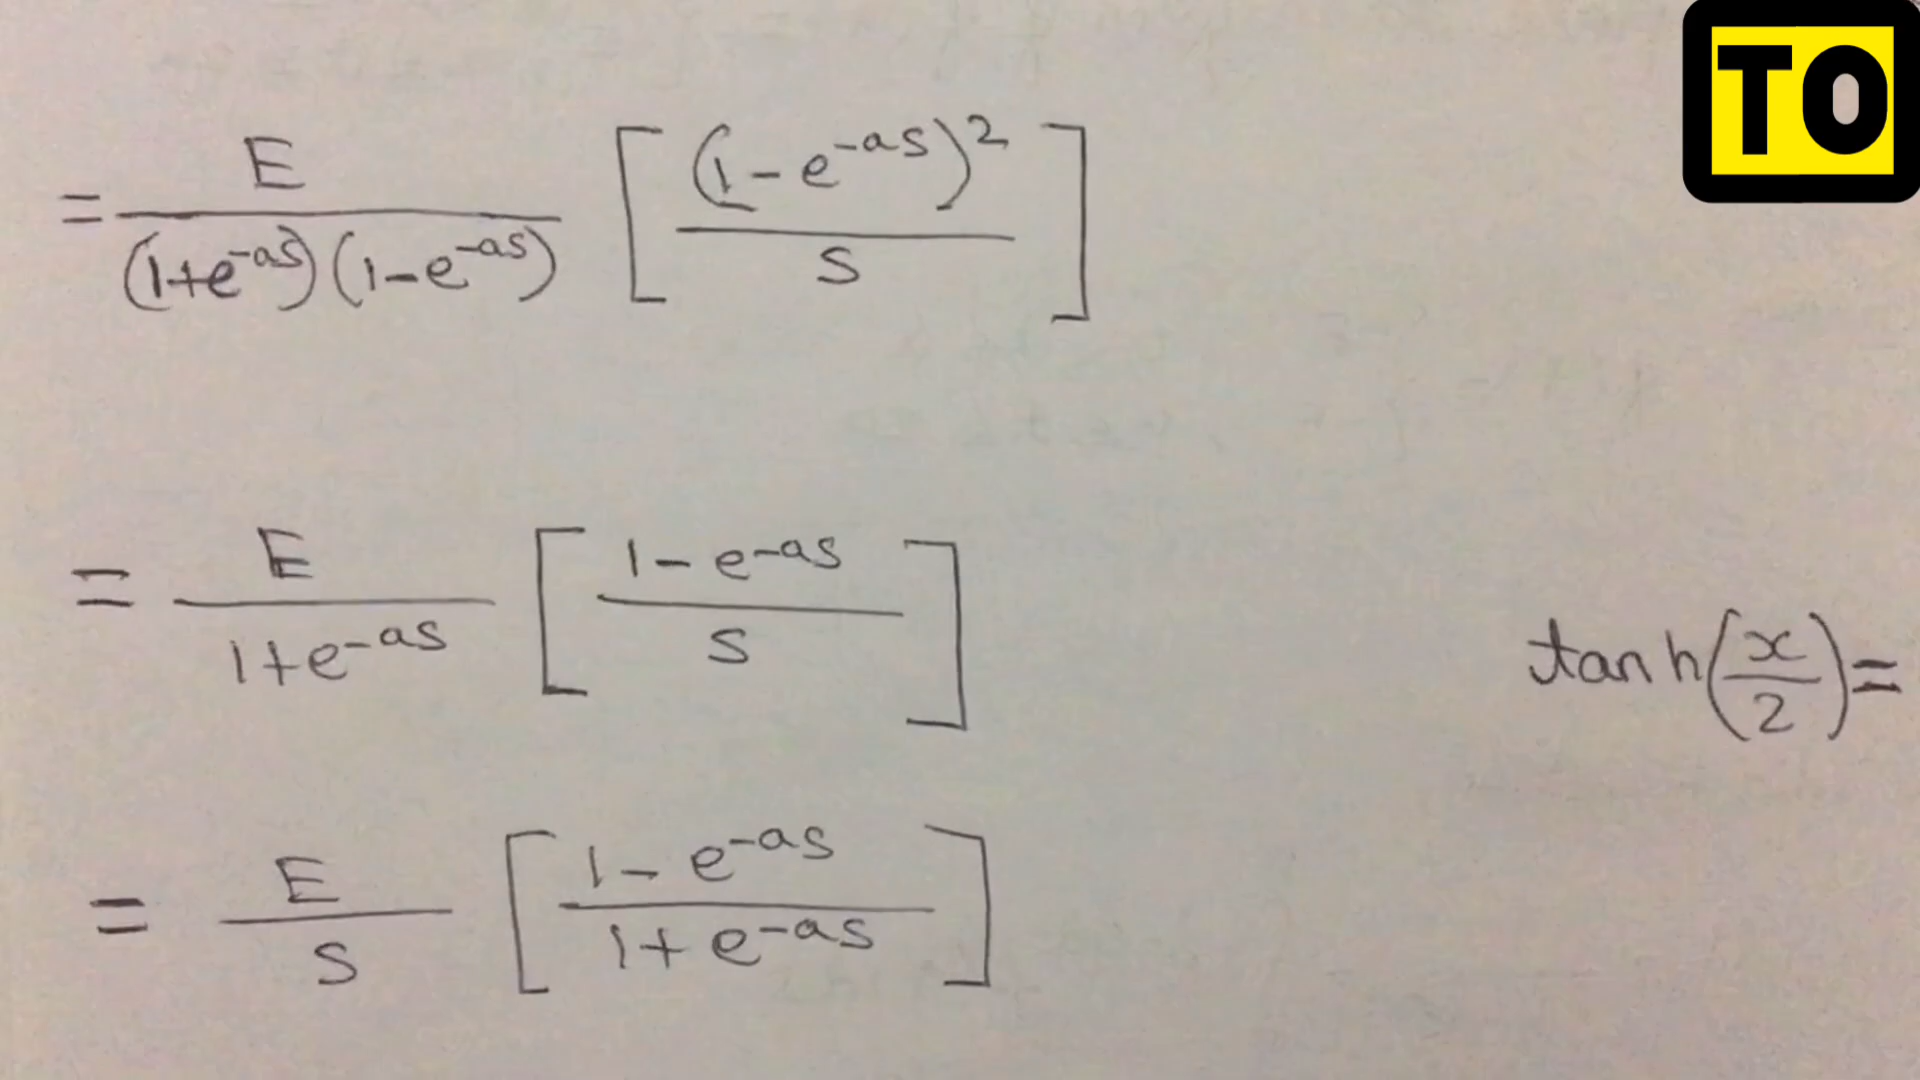 TO
= E / (1+e^-as)(1-e^-as) [ (1-e^-as)^2 / s ]
= E / 1+e^-as [ 1-e^-as / s ]
tanh(x/2)=
= E / s [ 1-e^-as / 1+e^-as ]